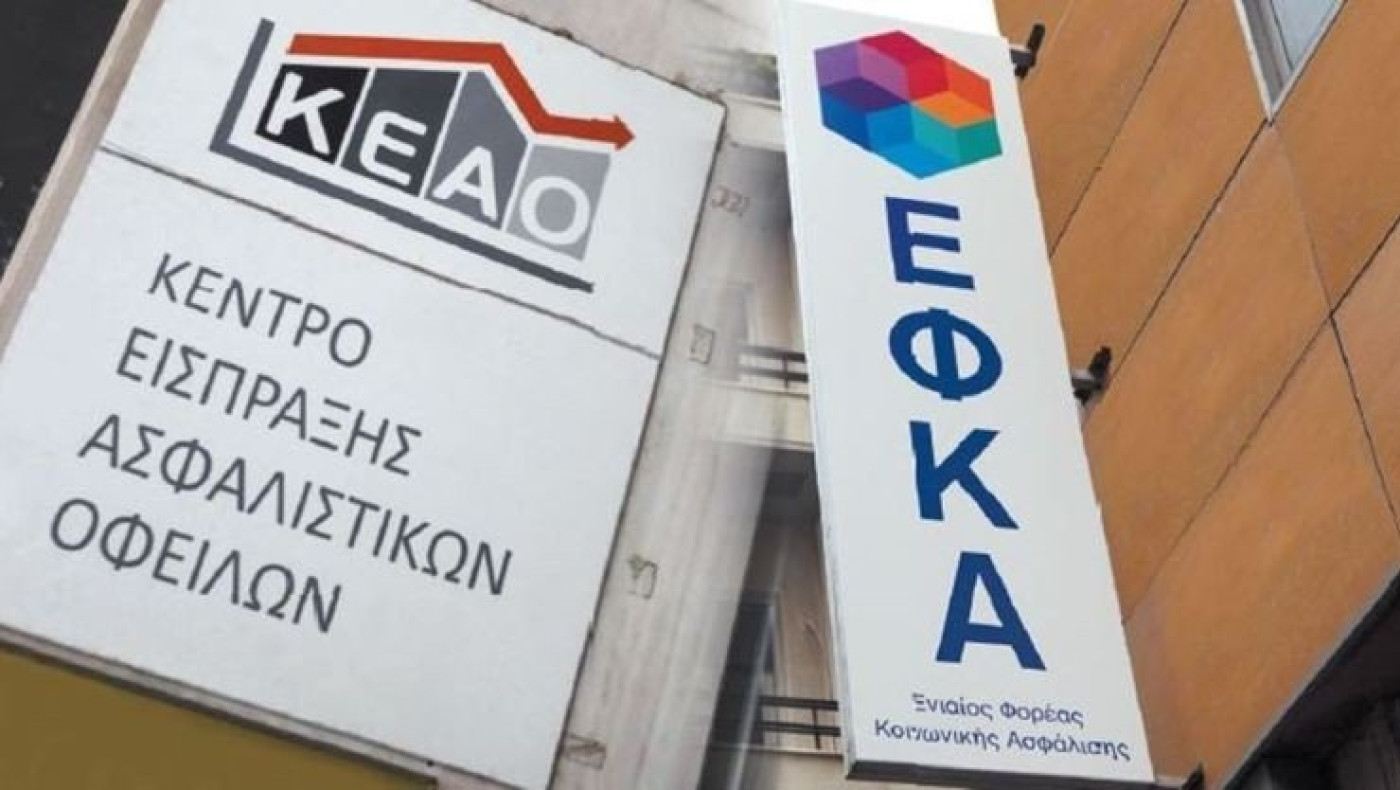 ΚΕΑΟ
ΚΕΝΤΡΟ
ΕΙΣΠΡΑΞΗΣ
ΑΣΦΑΛΙΣΤΙΚΩΝ
ΟΦΕΙΛΩΝ
ΕΦΚΑ
Ενιαίος Φορέας
Κοινωνικής Ασφάλισης